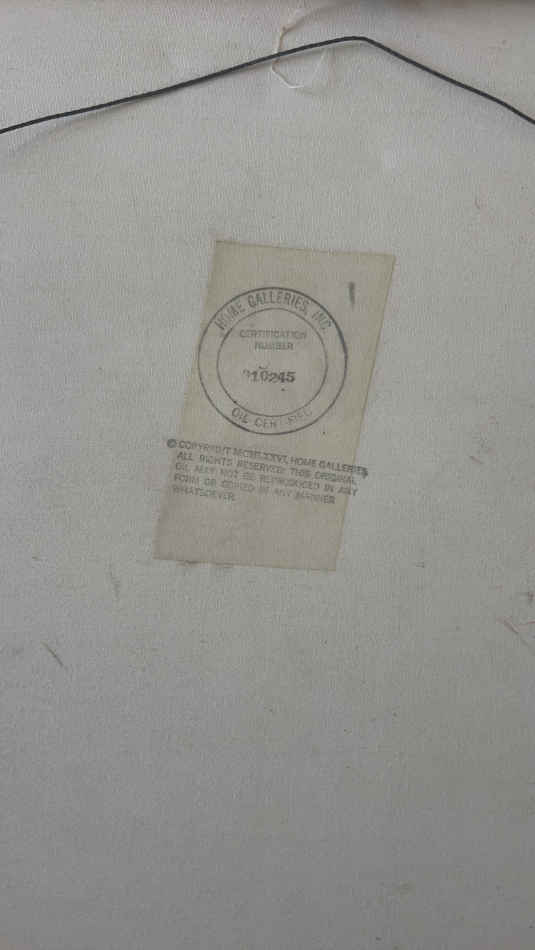 HOME GALLERIES, INC.
CERTIFICATION
NUMBER
910245
OIL CERTIFIED
© COPYRIGHT MCMLXXVI, HOME GALLERIES
ALL RIGHTS RESERVED. THIS ORIGINAL
OIL MAY NOT BE REPRODUCED IN ANY
FORM OR COPIED IN ANY MANNER
WHATSOEVER.